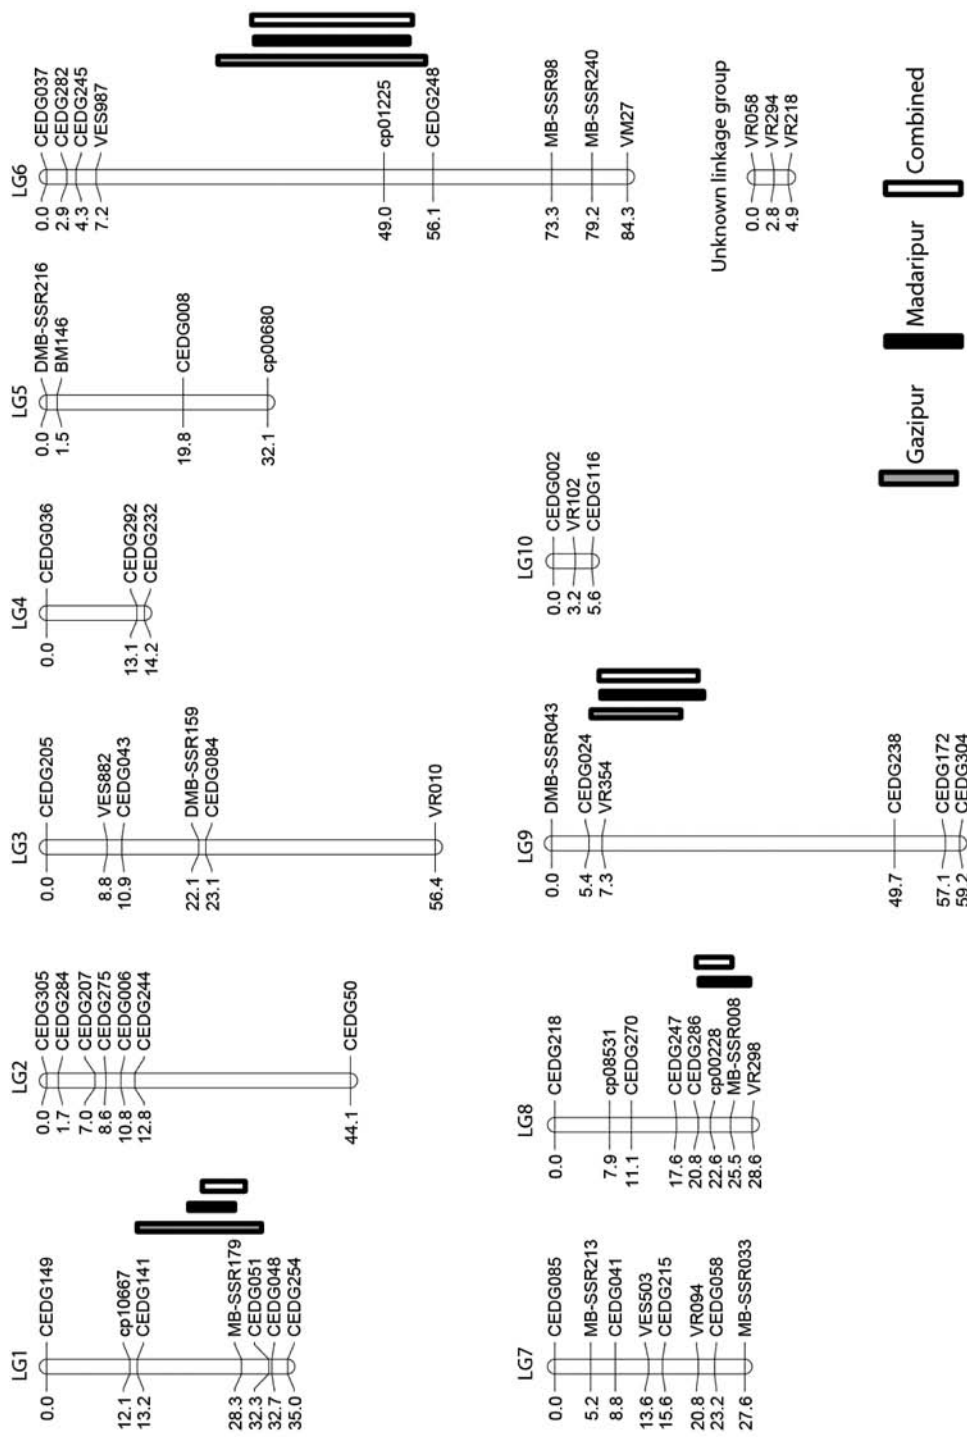 LG1
0.0 CEDG149
12.1 cp10667
13.2 CEDG141
28.3 MB-SSR179
32.3 CEDG051
32.7 CEDG048
35.0 CEDG254
LG2
0.0 CEDG305
1.7 CEDG284
7.0 CEDG207
8.6 CEDG275
10.8 CEDG006
12.8 CEDG244
44.1 CEDG50
LG3
0.0 CEDG205
8.8 VES882
10.9 CEDG043
22.1 DMB-SSR159
23.1 CEDG084
56.4 VR010
LG4
0.0 CEDG036
13.1 CEDG292
14.2 CEDG232
LG5
0.0 DMB-SSR216
1.5 BM146
19.8 CEDG008
32.1 cp00680
LG6
0.0 CEDG037
2.9 CEDG282
4.3 CEDG245
7.2 VES987
49.0 cp01225
56.1 CEDG248
73.3 MB-SSR98
79.2 MB-SSR240
84.3 VM27
LG7
0.0 CEDG085
5.2 MB-SSR213
8.8 CEDG041
13.6 VES503
15.6 CEDG215
20.8 VR094
23.2 CEDG058
27.6 MB-SSR033
LG8
0.0 CEDG218
7.9 cp08531
11.1 CEDG270
17.6 CEDG247
20.8 CEDG286
22.6 cp00228
25.5 MB-SSR008
28.6 VR298
LG9
0.0 DMB-SSR043
5.4 CEDG024
7.3 VR354
49.7 CEDG238
57.1 CEDG172
59.2 CEDG304
LG10
0.0 CEDG002
3.2 VR102
5.6 CEDG116
Unknown linkage group
0.0 VR058
2.8 VR294
4.9 VR218
Gazipur Madaripur Combined